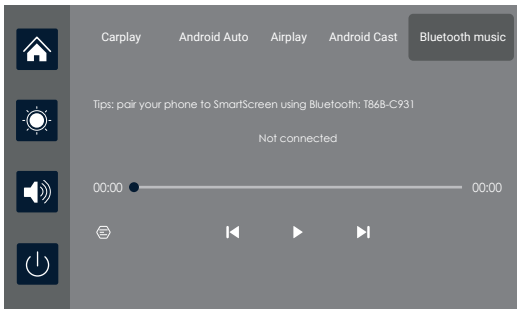 Carplay Android Auto Airplay Android Cast Bluetooth music
Tips: pair your phone to SmartScreen using Bluetooth: T86B-C931
Not connected
00:00 00:00